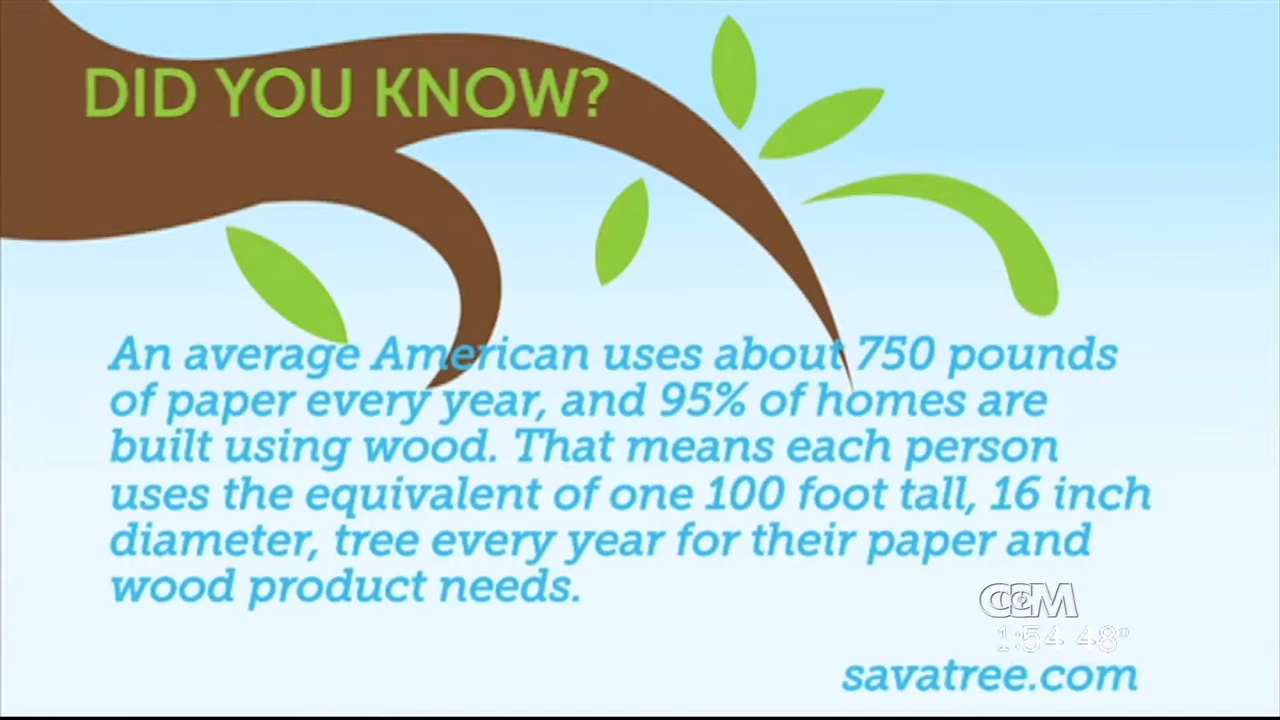 DID YOU KNOW?
An average American uses about 750 pounds
of paper every year, and 95% of homes are
built using wood. That means each person
uses the equivalent of one 100 foot tall, 16 inch
diameter, tree every year for their paper and
wood product needs.
1:54 48°
savatree.com